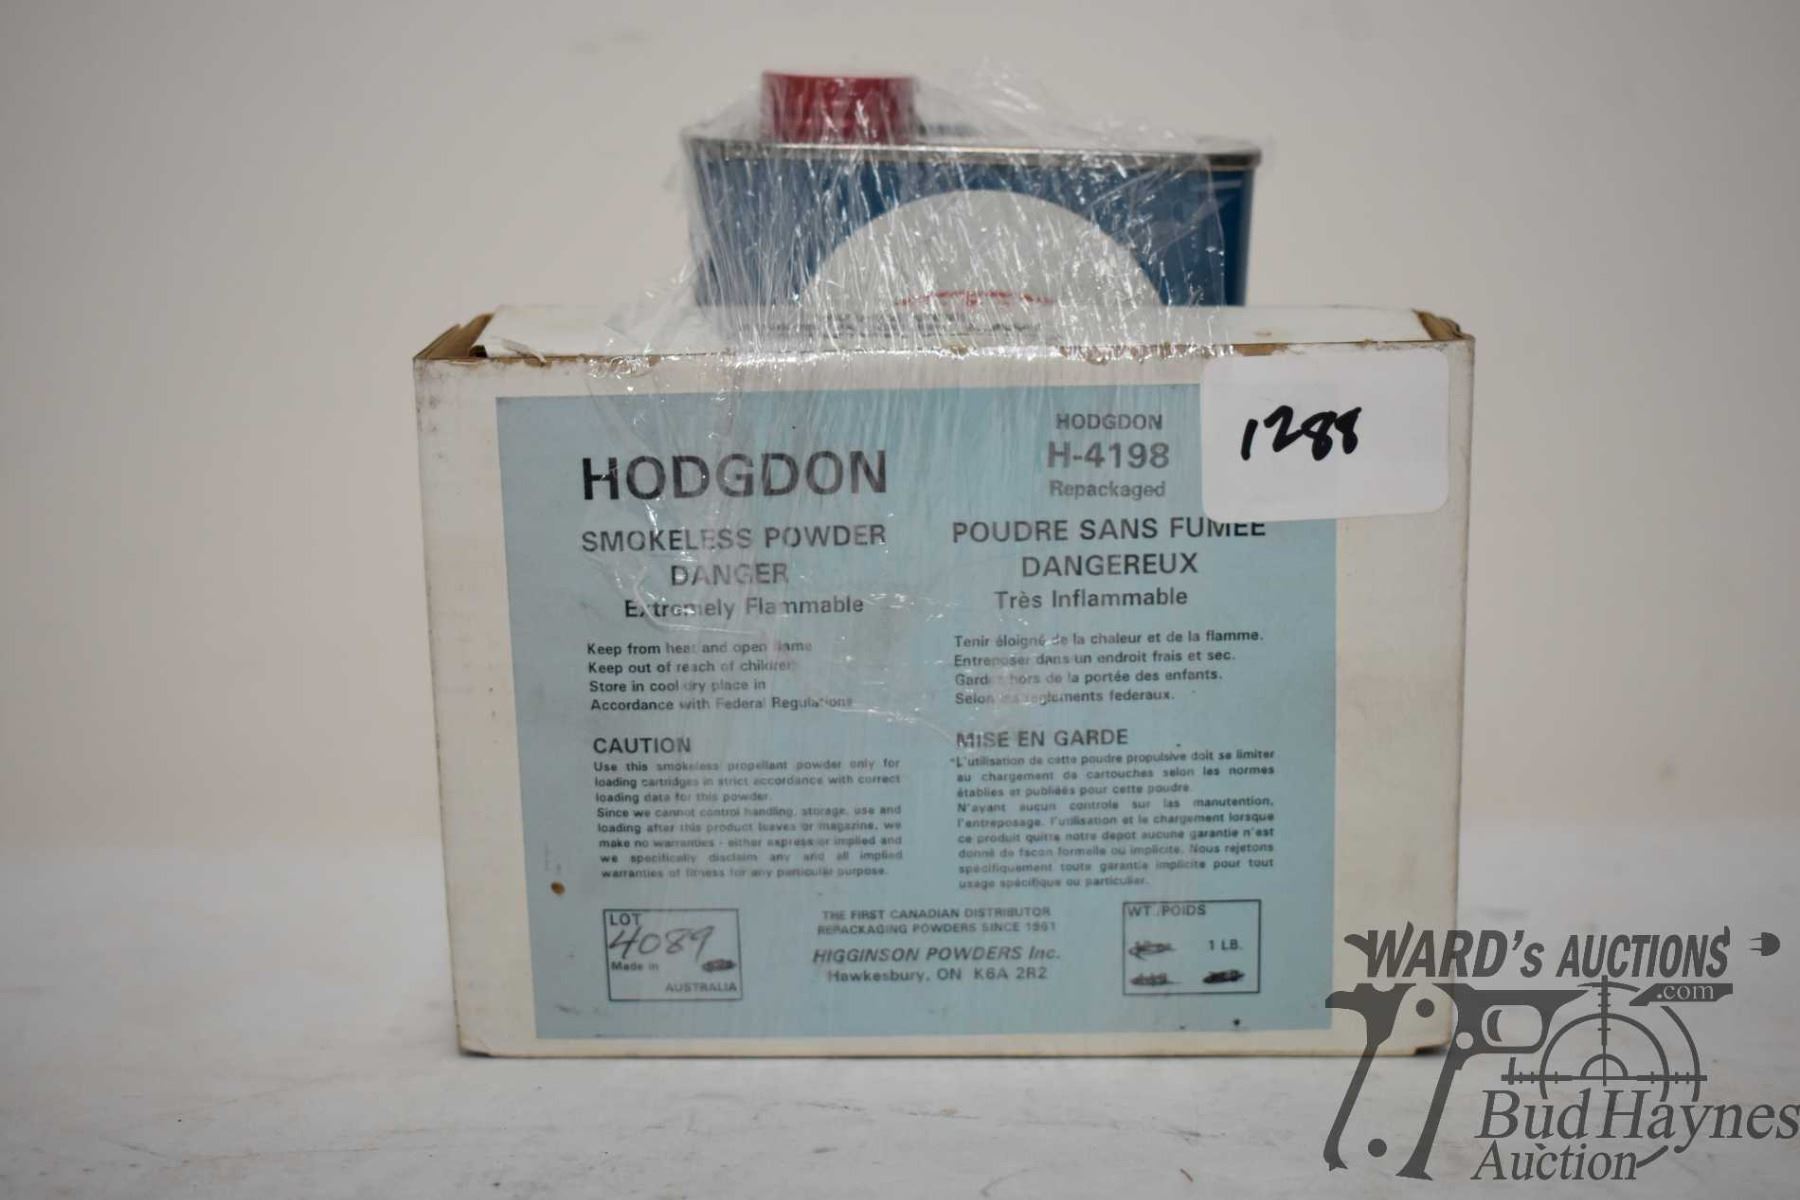 1288
HODGDON
SMOKELESS POWDER
DANGER
Extremely Flammable
Keep from heat and open flame
Keep out of reach of children
Store in cool dry place in
Accordance with Federal Regulations
CAUTION
Use this smokeless propellant powder only for
loading cartridges in strict accordance with correct
loading data for this powder.
Since we cannot control handling, storage, use and
loading after this product leaves or magazine, we
make no warranties - either express or implied and
we specifically disclaim any and all implied
warranties of fitness for any particular purpose.
HODGDON
H-4198
Repackaged
POUDRE SANS FUMEE
DANGEREUX
Très Inflammable
Tenir éloigné de la chaleur et de la flamme.
Entreposer dans un endroit frais et sec.
Garder hors de la portée des enfants.
Selon les reglements federaux.
MISE EN GARDE
"L'utilisation de cette poudre propulsive doit se limiter
au chargement de cartouches selon les normes
établies et publiées pour cette poudre
N'ayant aucun controle sur las manutention,
l'entreposage, l'utilisation et le chargement lorsque
ce produit quitte notre depot aucune garantie n'est
donné de facon formelle ou implicite. Nous rejetons
spécifiquement toute garantie implicite pour tout
usage spécifique ou particulier.
LOT
4089
Made in
AUSTRALIA
THE FIRST CANADIAN DISTRIBUTOR
REPACKAGING POWDERS SINCE 1961
HIGGINSON POWDERS Inc.
Hawkesbury, ON K6A 2R2
WT./POIDS
1 LB.
WARD's AUCTIONS
.com
Bud Haynes
Auction